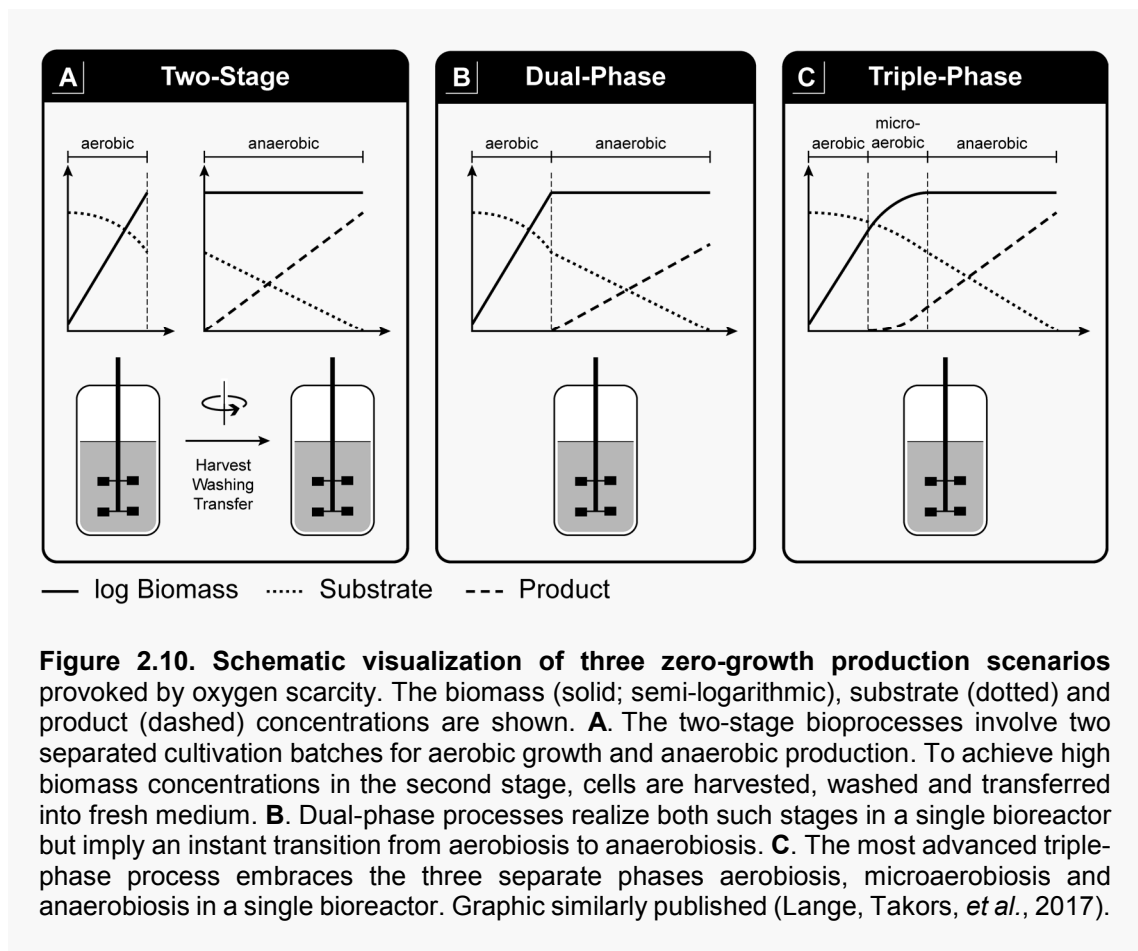 A Two-Stage
B Dual-Phase
C Triple-Phase
aerobic
anaerobic
aerobic
anaerobic
aerobic
micro-
aerobic
anaerobic
Harvest
Washing
Transfer
log Biomass
Substrate
Product
Figure 2.10. Schematic visualization of three zero-growth production scenarios
provoked by oxygen scarcity. The biomass (solid; semi-logarithmic), substrate (dotted) and
product (dashed) concentrations are shown. A. The two-stage bioprocesses involve two
separated cultivation batches for aerobic growth and anaerobic production. To achieve high
biomass concentrations in the second stage, cells are harvested, washed and transferred
into fresh medium. B. Dual-phase processes realize both such stages in a single bioreactor
but imply an instant transition from aerobiosis to anaerobiosis. C. The most advanced triple-
phase process embraces the three separate phases aerobiosis, microaerobiosis and
anaerobiosis in a single bioreactor. Graphic similarly published (Lange, Takors, et al., 2017).